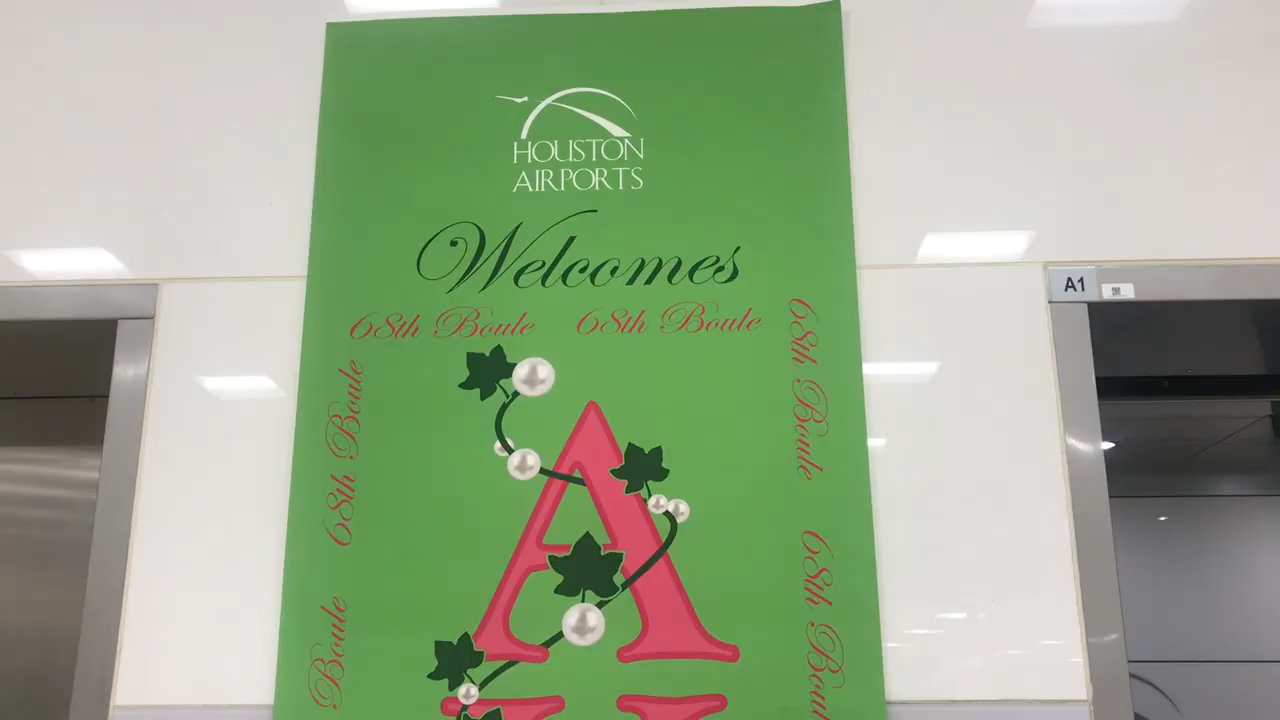 HOUSTON
AIRPORTS
Welcomes
68th Boule 68th Boule
68th Boule
68th Boule
Boule
68th Boule
A
A1